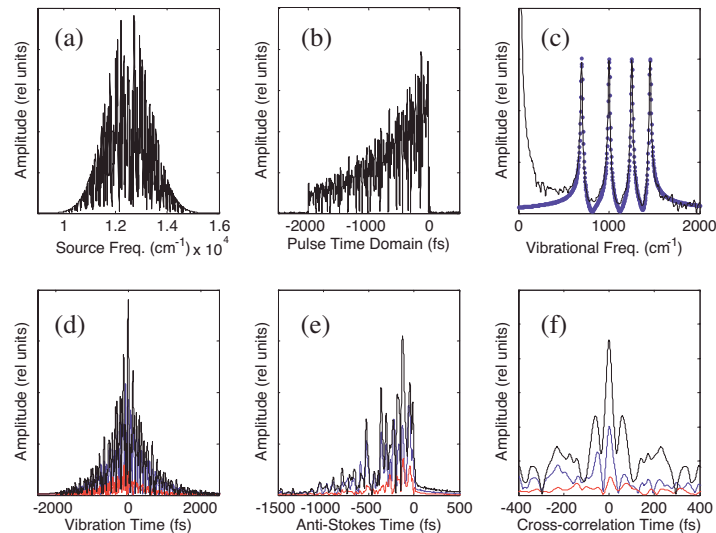 (a)
Amplitude (rel units)
1 1.2 1.4 1.6
Source Freq. (cm⁻¹) x 10⁴
(b)
Amplitude (rel units)
-2000 -1000 0
Pulse Time Domain (fs)
(c)
Amplitude (rel units)
0 1000 2000
Vibrational Freq. (cm⁻¹)
(d)
Amplitude (rel units)
-2000 0 2000
Vibration Time (fs)
(e)
Amplitude (rel units)
-1500 -1000 -500 0 500
Anti-Stokes Time (fs)
(f)
Amplitude (rel units)
-400 -200 0 200 400
Cross-correlation Time (fs)